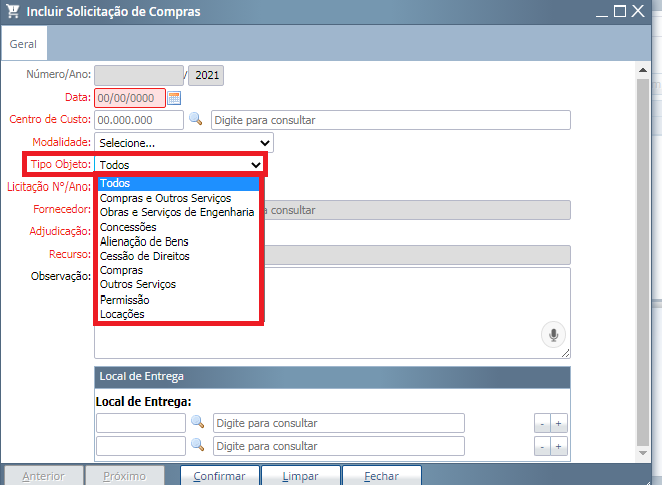 Incluir Solicitação de Compras
Geral
Número/Ano: / 2021
Data: 00/00/0000
Centro de Custo: 00.000.000 Digite para consultar
Modalidade: Selecione...
Tipo Objeto: Todos
Todos
Licitação Nº/Ano:
Compras e Outros Serviços
Fornecedor: Obras e Serviços de Engenharia para consultar
Concessões
Adjudicação:
Alienação de Bens
Recurso: Cessão de Direitos
Observação: Compras
Outros Serviços
Permissão
Locações
Local de Entrega
Local de Entrega:
Digite para consultar - +
Digite para consultar - +
Anterior Próximo Confirmar Limpar Fechar